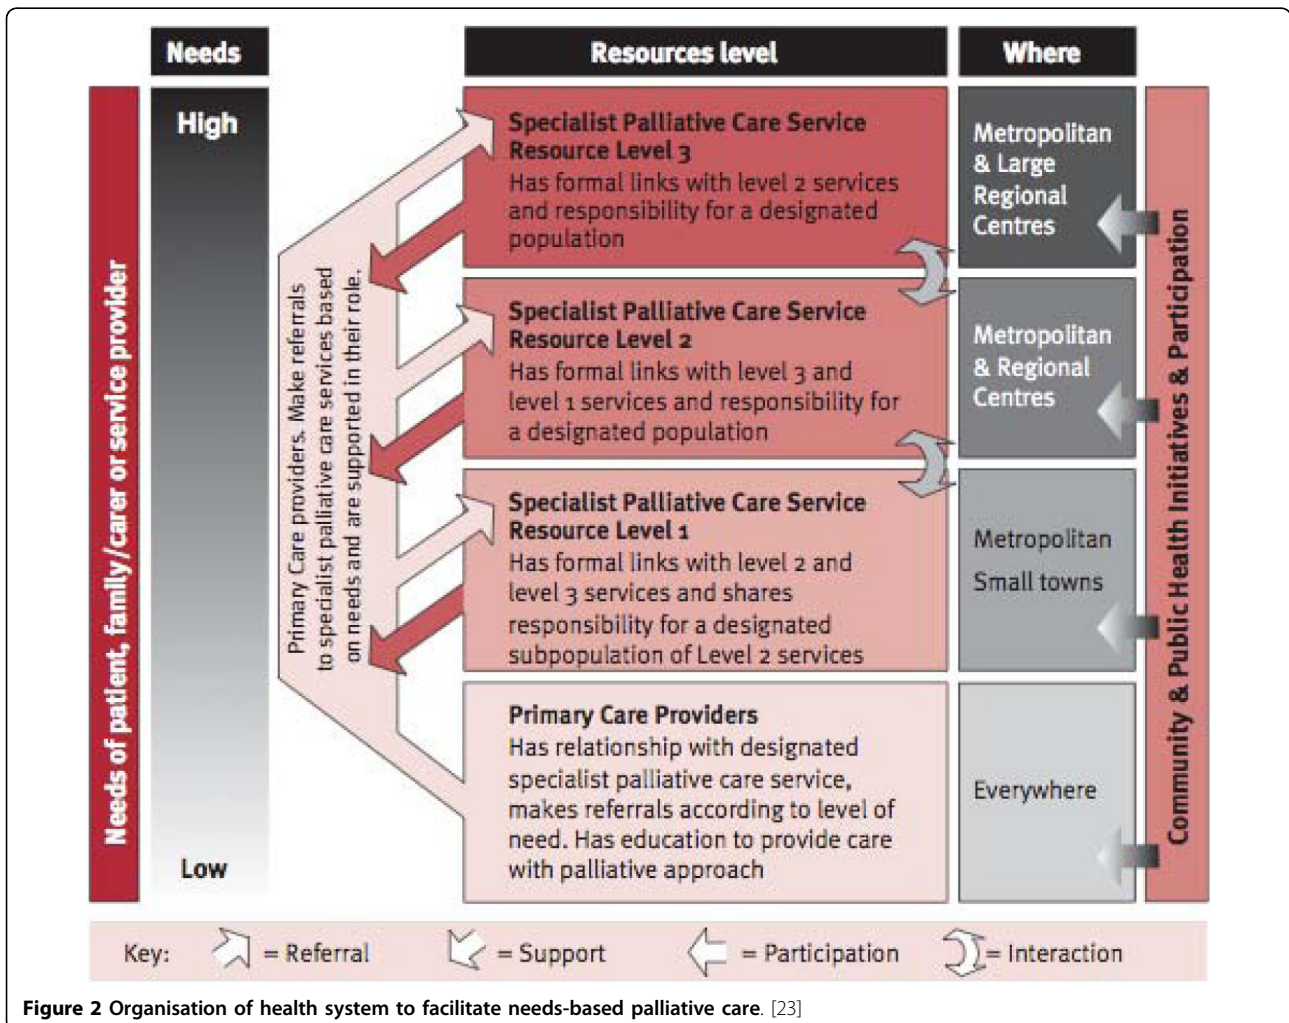 Needs
Resources level
Where
Needs of patient, family/carer or service provider
High
Low
Primary Care providers. Make referrals
to specialist palliative care services based
on needs and are supported in their role.
Specialist Palliative Care Service
Resource Level 3
Has formal links with level 2 services
and responsibility for a designated
population
Metropolitan
& Large
Regional
Centres
Specialist Palliative Care Service
Resource Level 2
Has formal links with level 3 and
level 1 services and responsibility for
a designated population
Metropolitan
& Regional
Centres
Specialist Palliative Care Service
Resource Level 1
Has formal links with level 2 and
level 3 services and shares
responsibility for a designated
subpopulation of Level 2 services
Metropolitan
Small towns
Primary Care Providers
Has relationship with designated
specialist palliative care service,
makes referrals according to level of
need. Has education to provide care
with palliative approach
Everywhere
Community & Public Health Initiatives & Participation
Key: = Referral = Support = Participation = Interaction
Figure 2 Organisation of health system to facilitate needs-based palliative care. [23]